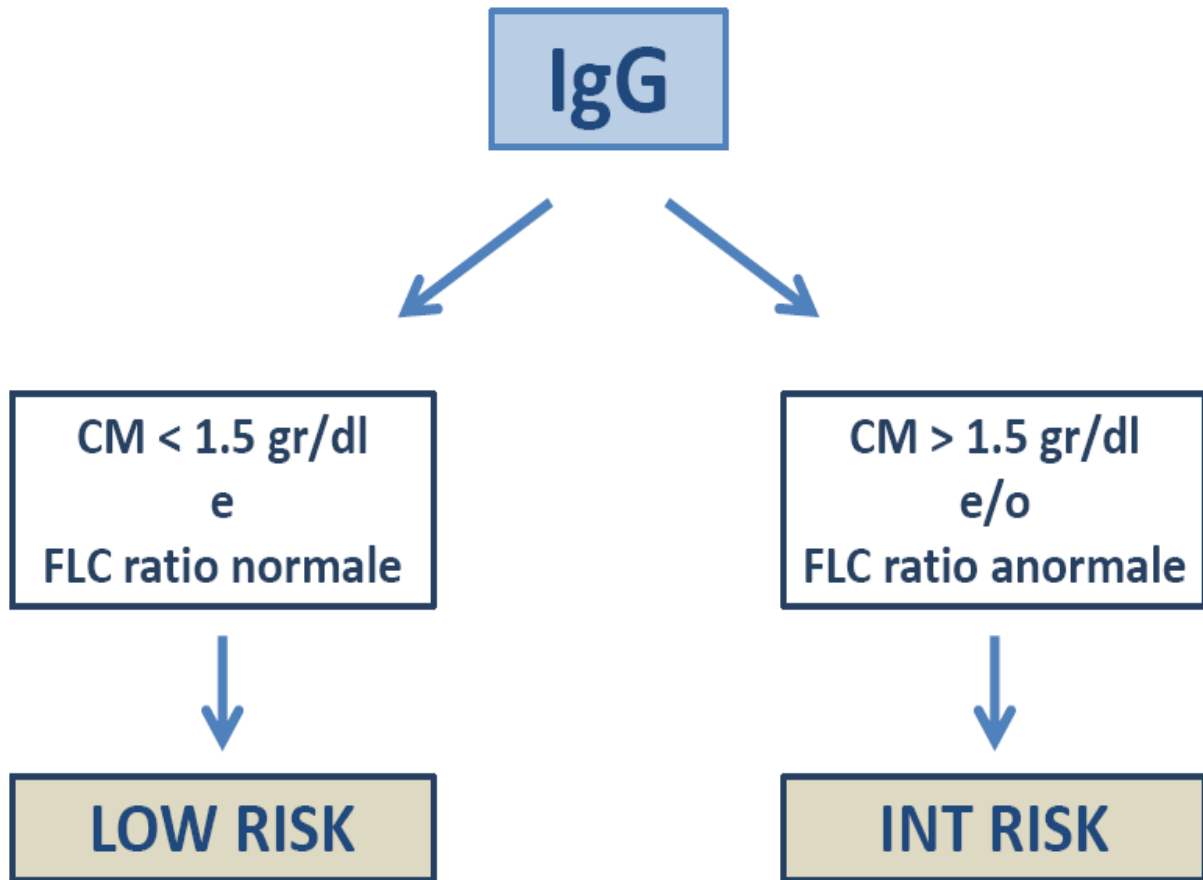 IgG
CM < 1.5 gr/dl
e
FLC ratio normale
CM > 1.5 gr/dl
e/o
FLC ratio anormale
LOW RISK
INT RISK